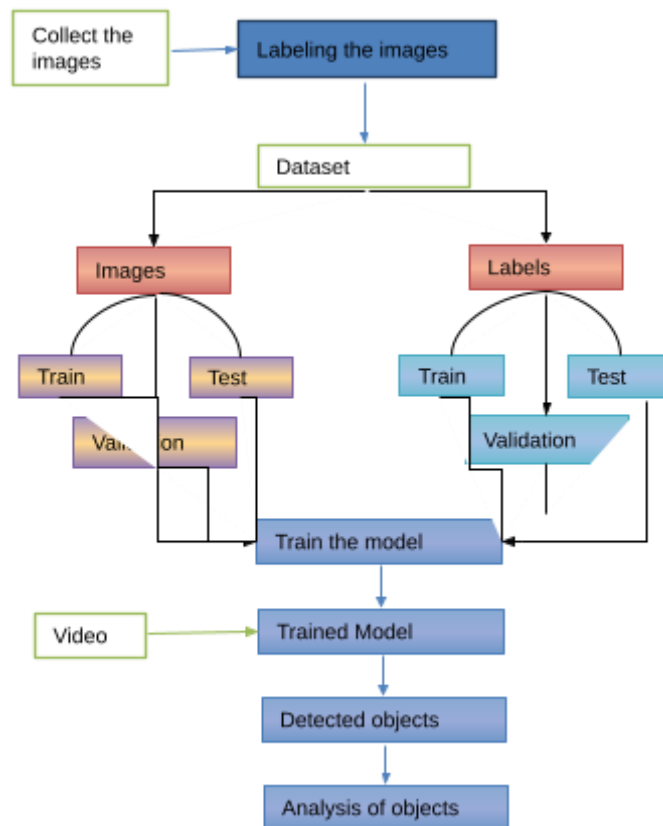 Collect the
images
Labeling the images
Dataset
Images
Labels
Train
Test
Train
Test
Validation
Train the model
Video
Trained Model
Detected objects
Analysis of objects